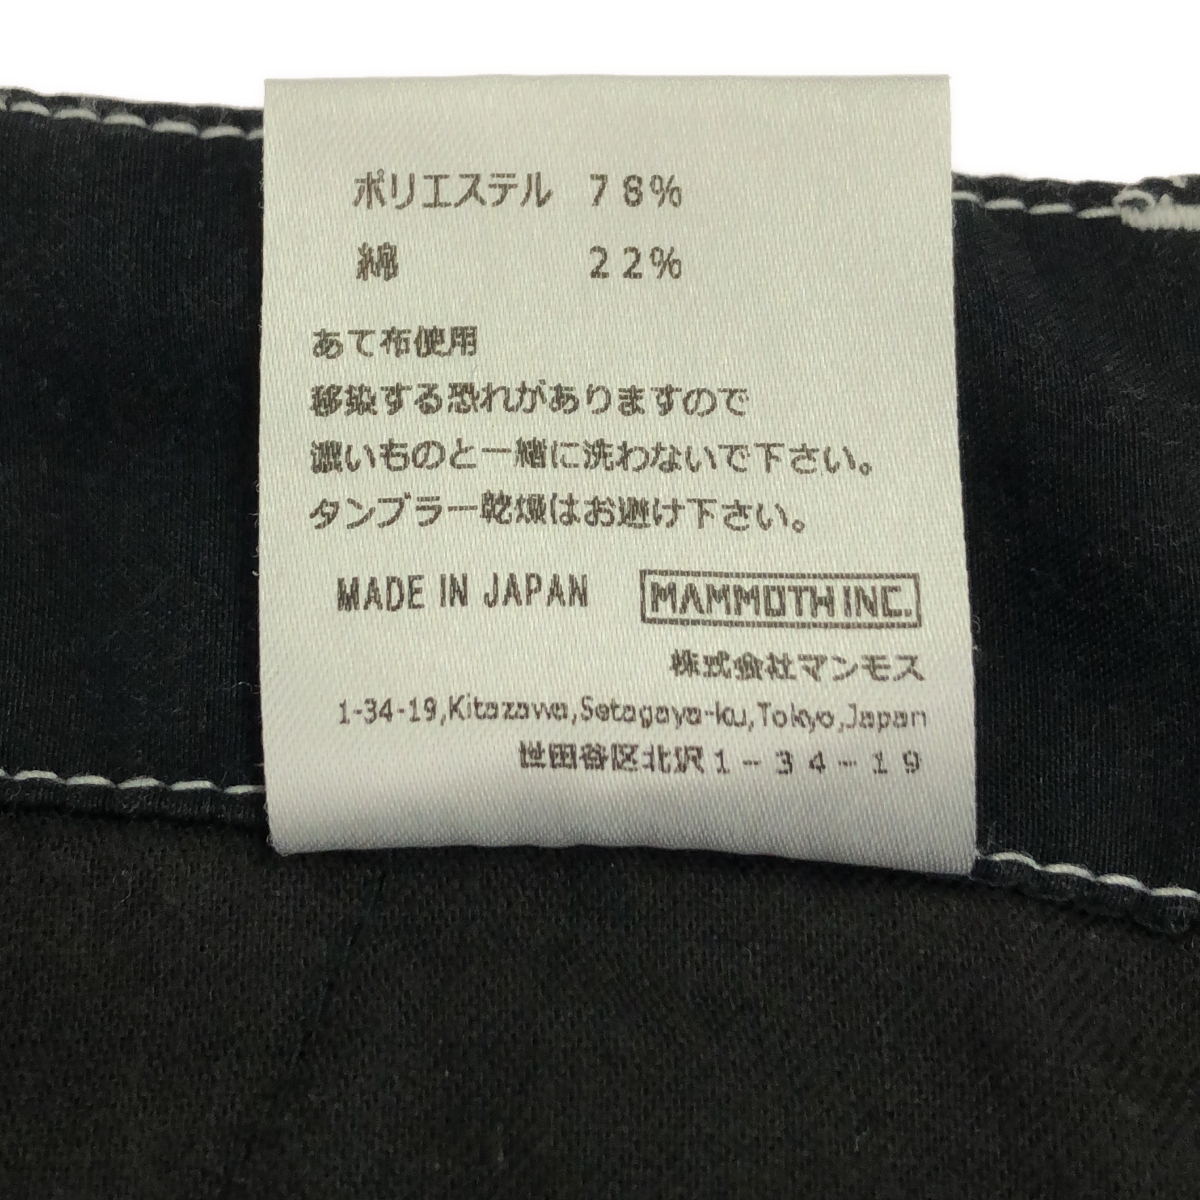 ポリエステル 78%
綿 22%
あて布使用
移染する恐れがありますので
濃いものと一緒に洗わないで下さい。
タンブラー乾燥はお避け下さい。
MADE IN JAPAN MAMMOTH INC.
株式会社マンモス
1-34-19,Kitazawa,Setagaya-ku,Tokyo,Japan
世田谷区北沢1-34-19